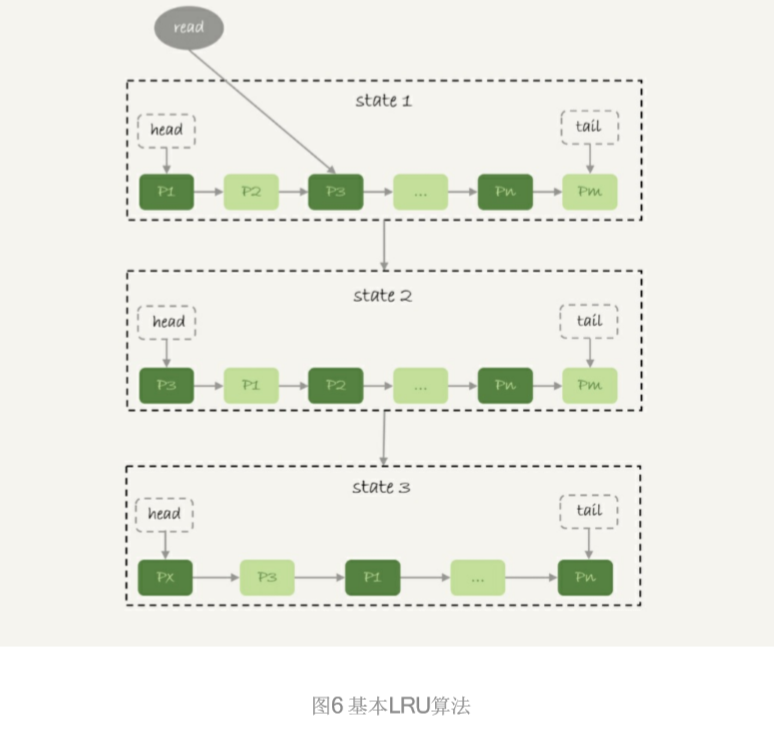 read
state 1
head
tail
P1 P2 P3 ... Pn Pm
state 2
head
tail
P3 P1 P2 ... Pn Pm
state 3
head
tail
Px P3 P1 ... Pn
图6 基本LRU算法